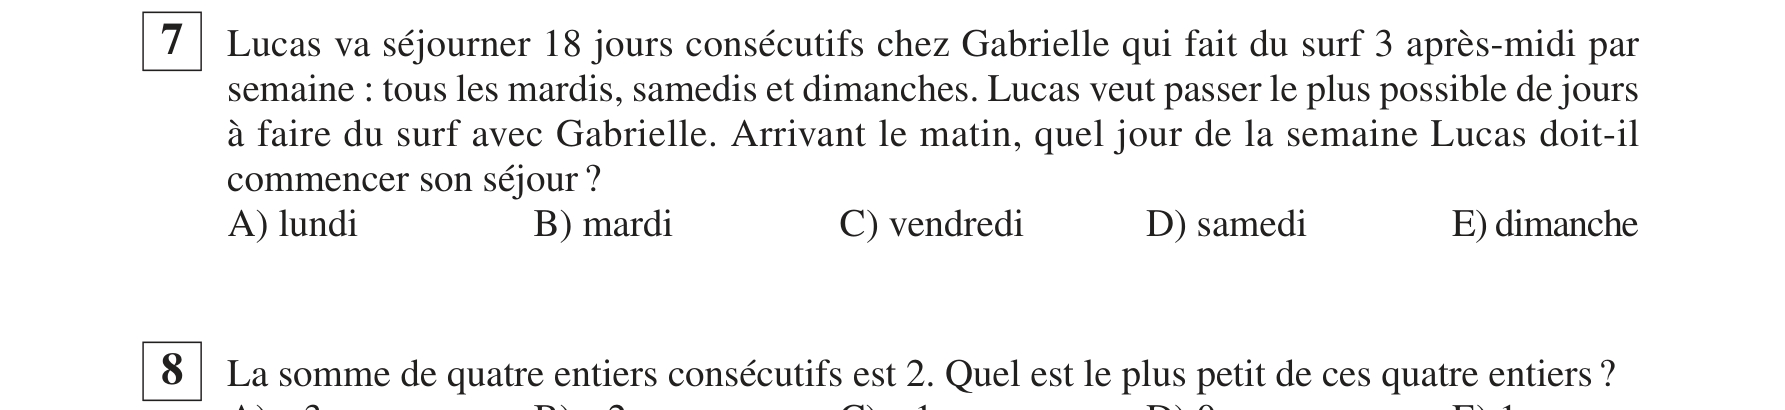 7 Lucas va séjourner 18 jours consécutifs chez Gabrielle qui fait du surf 3 après-midi par
semaine : tous les mardis, samedis et dimanches. Lucas veut passer le plus possible de jours
à faire du surf avec Gabrielle. Arrivant le matin, quel jour de la semaine Lucas doit-il
commencer son séjour ?
A) lundi B) mardi C) vendredi D) samedi E) dimanche
8 La somme de quatre entiers consécutifs est 2. Quel est le plus petit de ces quatre entiers ?